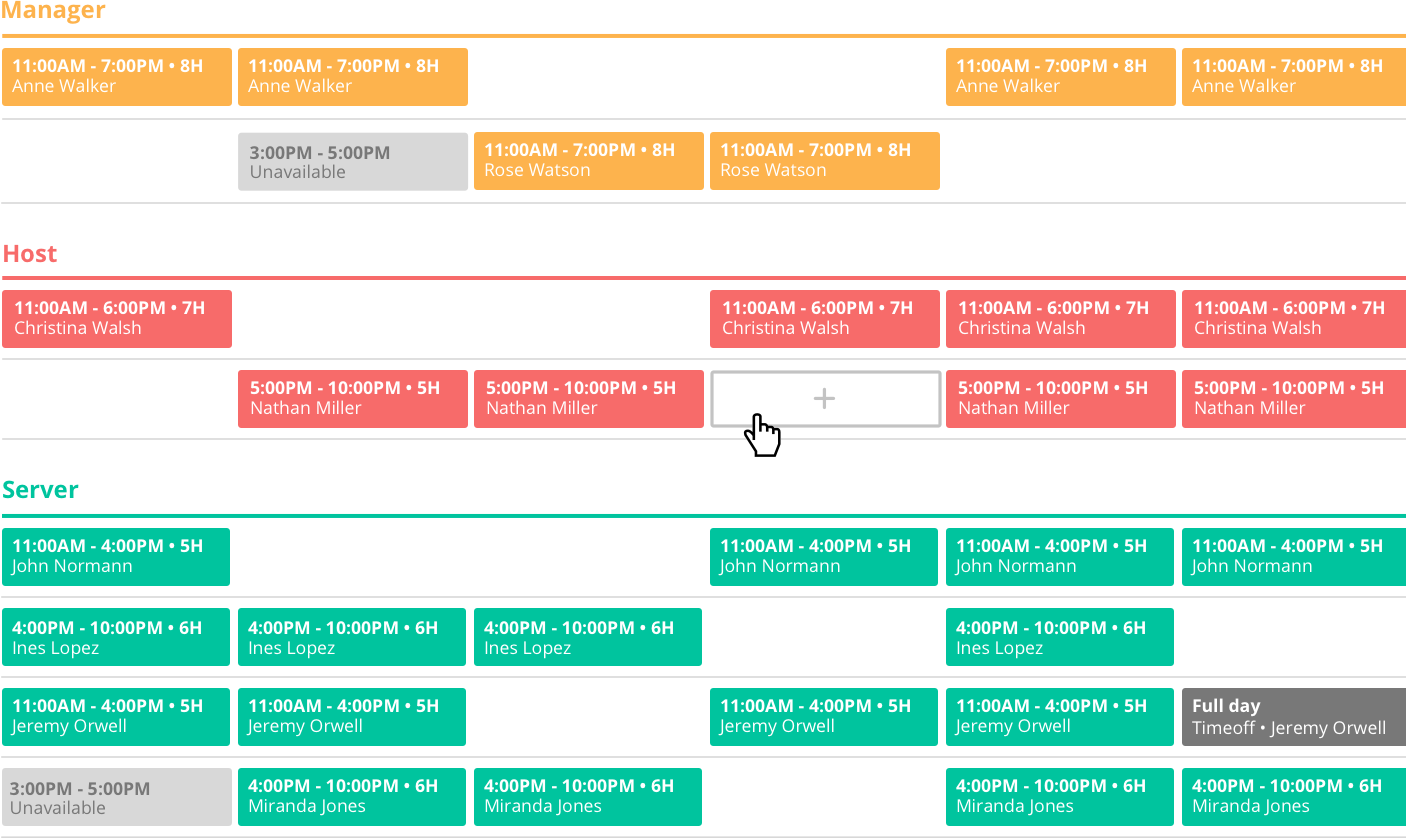 Manager
11:00AM - 7:00PM • 8H
Anne Walker
11:00AM - 7:00PM • 8H
Anne Walker
11:00AM - 7:00PM • 8H
Anne Walker
11:00AM - 7:00PM • 8H
Anne Walker
3:00PM - 5:00PM
Unavailable
11:00AM - 7:00PM • 8H
Rose Watson
11:00AM - 7:00PM • 8H
Rose Watson
Host
11:00AM - 6:00PM • 7H
Christina Walsh
11:00AM - 6:00PM • 7H
Christina Walsh
11:00AM - 6:00PM • 7H
Christina Walsh
11:00AM - 6:00PM • 7H
Christina Walsh
5:00PM - 10:00PM • 5H
Nathan Miller
5:00PM - 10:00PM • 5H
Nathan Miller
+
5:00PM - 10:00PM • 5H
Nathan Miller
5:00PM - 10:00PM • 5H
Nathan Miller
Server
11:00AM - 4:00PM • 5H
John Normann
11:00AM - 4:00PM • 5H
John Normann
11:00AM - 4:00PM • 5H
John Normann
11:00AM - 4:00PM • 5H
John Normann
4:00PM - 10:00PM • 6H
Ines Lopez
4:00PM - 10:00PM • 6H
Ines Lopez
4:00PM - 10:00PM • 6H
Ines Lopez
4:00PM - 10:00PM • 6H
Ines Lopez
11:00AM - 4:00PM • 5H
Jeremy Orwell
11:00AM - 4:00PM • 5H
Jeremy Orwell
11:00AM - 4:00PM • 5H
Jeremy Orwell
11:00AM - 4:00PM • 5H
Jeremy Orwell
Full day
Timeoff • Jeremy Orwell
3:00PM - 5:00PM
Unavailable
4:00PM - 10:00PM • 6H
Miranda Jones
4:00PM - 10:00PM • 6H
Miranda Jones
4:00PM - 10:00PM • 6H
Miranda Jones
4:00PM - 10:00PM • 6H
Miranda Jones